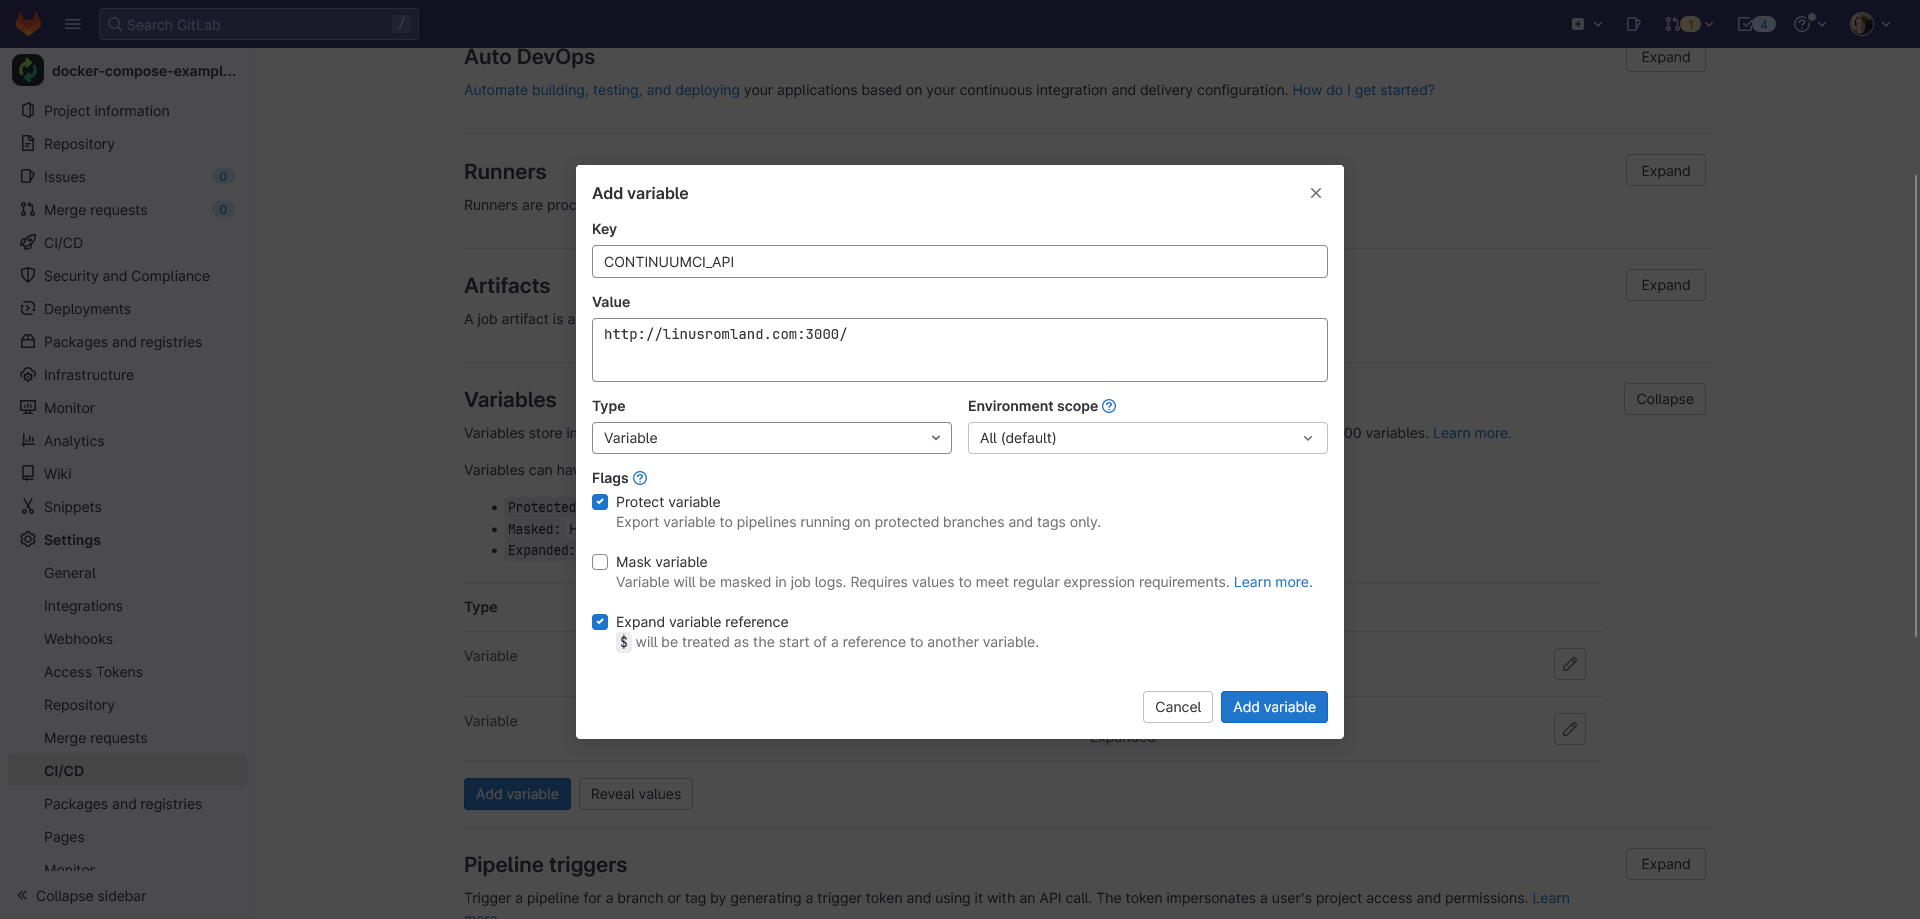 Search GitLab
/
1
4
docker-compose-exampl...
Project information
Repository
Issues
0
Merge requests
0
CI/CD
Security and Compliance
Deployments
Packages and registries
Infrastructure
Monitor
Analytics
Wiki
Snippets
Settings
General
Integrations
Webhooks
Access Tokens
Repository
Merge requests
CI/CD
Packages and registries
Pages
Monitor
Collapse sidebar
Auto DevOps
Expand
Automate building, testing, and deploying your applications based on your continuous integration and delivery configuration. How do I get started?
Runners
Expand
Runners are
Artifacts
Expand
A job artifact is a
Variables
Collapse
Variables store
00 variables. Learn more.
Variables can
Protected
Masked:
Expanded:
Type
Variable
Variable
Expanded
Add variable
Reveal values
Pipeline triggers
Expand
Trigger a pipeline for a branch or tag by generating a trigger token and using it with an API call. The token impersonates a user's project access and permissions. Learn
more.
Add variable
Key
CONTINUUMCI_API
Value
http://linusromland.com:3000/
Type
Environment scope
Variable
All (default)
Flags
Protect variable
Export variable to pipelines running on protected branches and tags only.
Mask variable
Variable will be masked in job logs. Requires values to meet regular expression requirements. Learn more.
Expand variable reference
$ will be treated as the start of a reference to another variable.
Cancel
Add variable